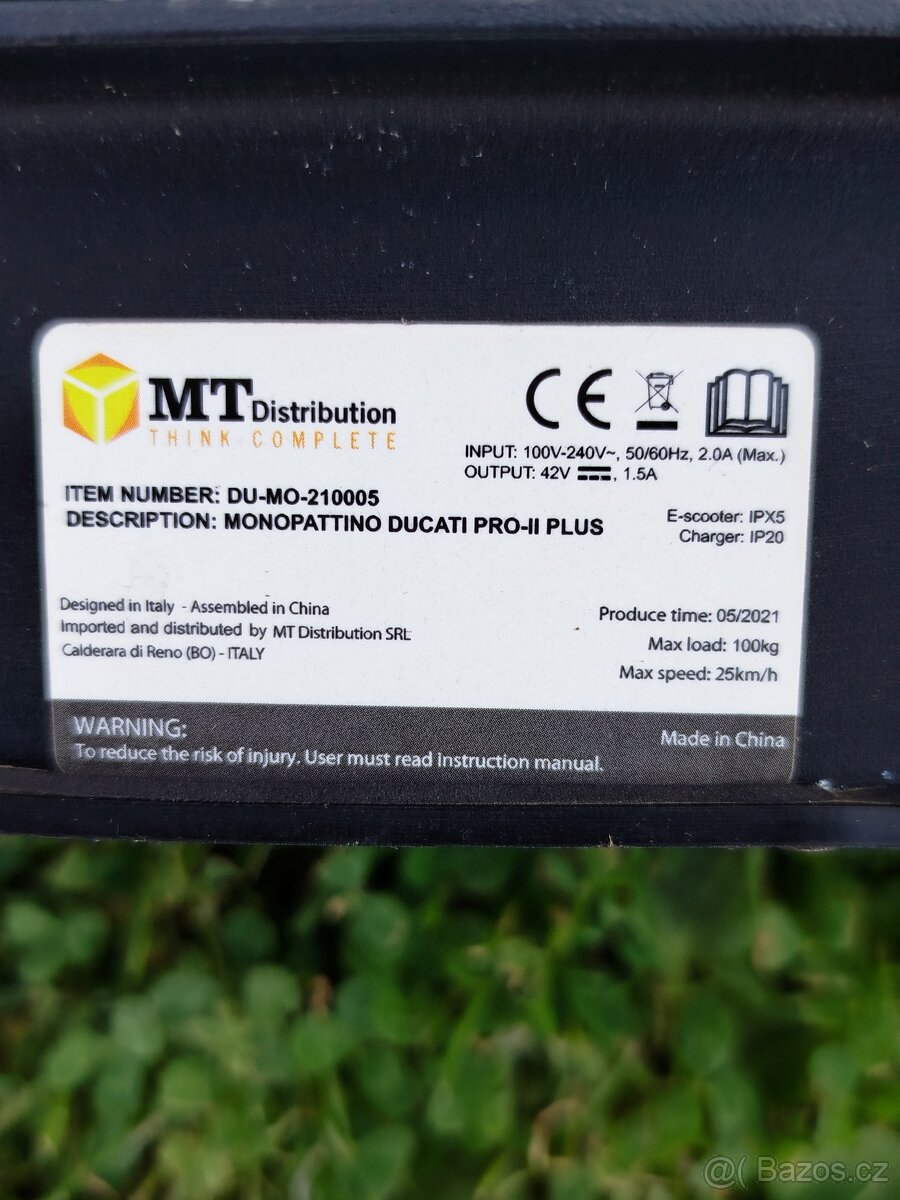 MT Distribution
THINK COMPLETE
CE
INPUT: 100V-240V~, 50/60Hz, 2.0A (Max.)
OUTPUT: 42V ⎓, 1.5A
ITEM NUMBER: DU-MO-210005
DESCRIPTION: MONOPATTINO DUCATI PRO-II PLUS
E-scooter: IPX5
Charger: IP20
Designed in Italy - Assembled in China
Imported and distributed by MT Distribution SRL
Calderara di Reno (BO) - ITALY
Produce time: 05/2021
Max load: 100kg
Max speed: 25km/h
WARNING:
To reduce the risk of injury. User must read instruction manual.
Made in China
@( Bazos.cz